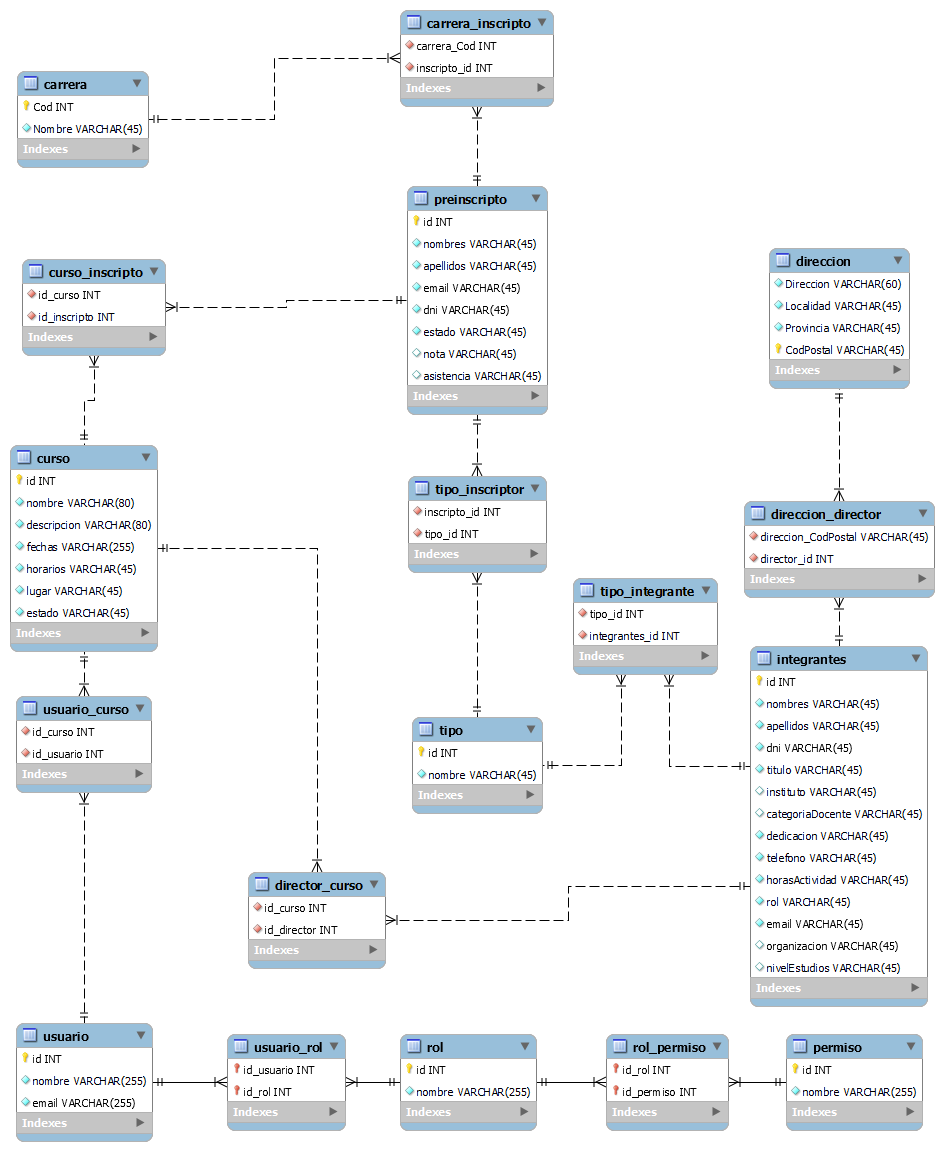 carrera_inscripto
carrera_Cod INT
inscripto_id INT
Indexes
carrera
Cod INT
Nombre VARCHAR(45)
Indexes
preinscripto
id INT
nombres VARCHAR(45)
apellidos VARCHAR(45)
email VARCHAR(45)
dni VARCHAR(45)
estado VARCHAR(45)
nota VARCHAR(45)
asistencia VARCHAR(45)
Indexes
curso_inscripto
id_curso INT
id_inscripto INT
Indexes
direccion
Direccion VARCHAR(60)
Localidad VARCHAR(45)
Provincia VARCHAR(45)
CodPostal VARCHAR(45)
Indexes
curso
id INT
nombre VARCHAR(80)
descripcion VARCHAR(80)
fechas VARCHAR(255)
horarios VARCHAR(45)
lugar VARCHAR(45)
estado VARCHAR(45)
Indexes
tipo_inscriptor
inscripto_id INT
tipo_id INT
Indexes
direccion_director
direccion_CodPostal VARCHAR(45)
director_id INT
Indexes
tipo_integrante
tipo_id INT
integrantes_id INT
Indexes
integrantes
id INT
nombres VARCHAR(45)
apellidos VARCHAR(45)
dni VARCHAR(45)
titulo VARCHAR(45)
instituto VARCHAR(45)
categoriaDocente VARCHAR(45)
dedicacion VARCHAR(45)
telefono VARCHAR(45)
horasActividad VARCHAR(45)
rol VARCHAR(45)
email VARCHAR(45)
organizacion VARCHAR(45)
nivelEstudios VARCHAR(45)
Indexes
usuario_curso
id_curso INT
id_usuario INT
Indexes
tipo
id INT
nombre VARCHAR(45)
Indexes
director_curso
id_curso INT
id_director INT
Indexes
usuario
id INT
nombre VARCHAR(255)
email VARCHAR(255)
Indexes
usuario_rol
id_usuario INT
id_rol INT
Indexes
rol
id INT
nombre VARCHAR(255)
Indexes
rol_permiso
id_rol INT
id_permiso INT
Indexes
permiso
id INT
nombre VARCHAR(255)
Indexes